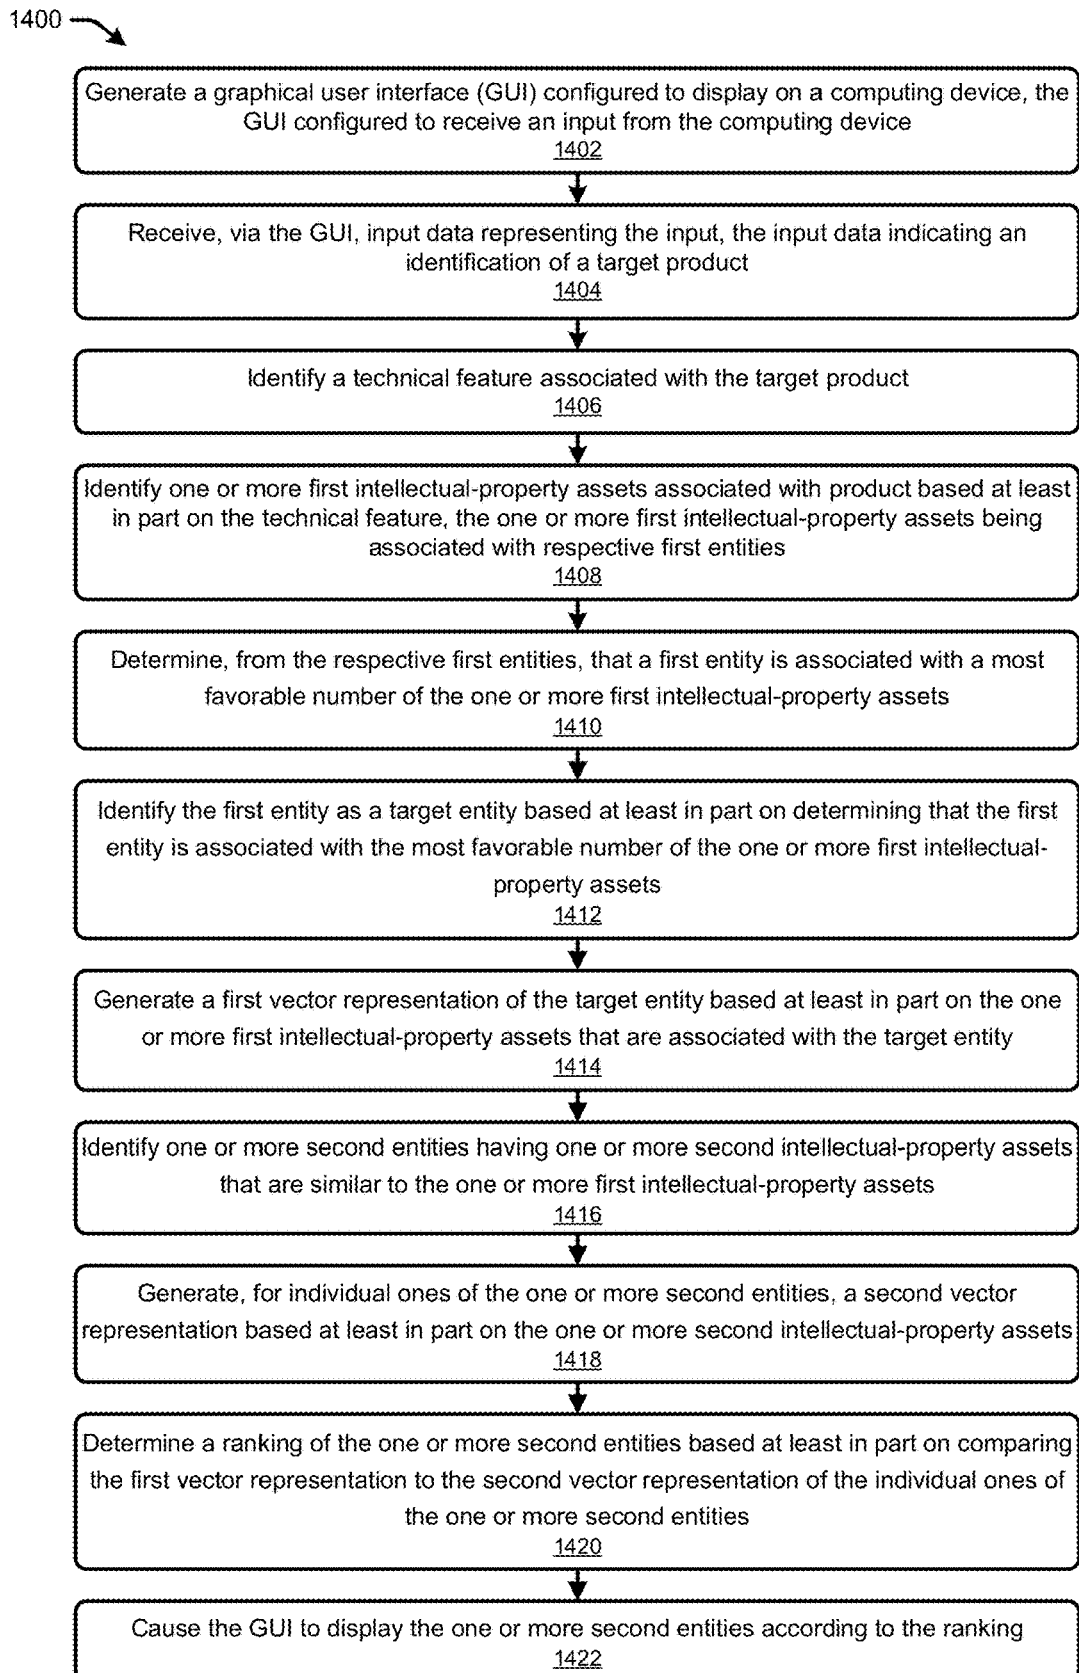 1400
Generate a graphical user interface (GUI) configured to display on a computing device, the
GUI configured to receive an input from the computing device
1402
Receive, via the GUI, input data representing the input, the input data indicating an
identification of a target product
1404
Identify a technical feature associated with the target product
1406
Identify one or more first intellectual-property assets associated with product based at least
in part on the technical feature, the one or more first intellectual-property assets being
associated with respective first entities
1408
Determine, from the respective first entities, that a first entity is associated with a most
favorable number of the one or more first intellectual-property assets
1410
Identify the first entity as a target entity based at least in part on determining that the first
entity is associated with the most favorable number of the one or more first intellectual-
property assets
1412
Generate a first vector representation of the target entity based at least in part on the one
or more first intellectual-property assets that are associated with the target entity
1414
Identify one or more second entities having one or more second intellectual-property assets
that are similar to the one or more first intellectual-property assets
1416
Generate, for individual ones of the one or more second entities, a second vector
representation based at least in part on the one or more second intellectual-property assets
1418
Determine a ranking of the one or more second entities based at least in part on comparing
the first vector representation to the second vector representation of the individual ones of
the one or more second entities
1420
Cause the GUI to display the one or more second entities according to the ranking
1422